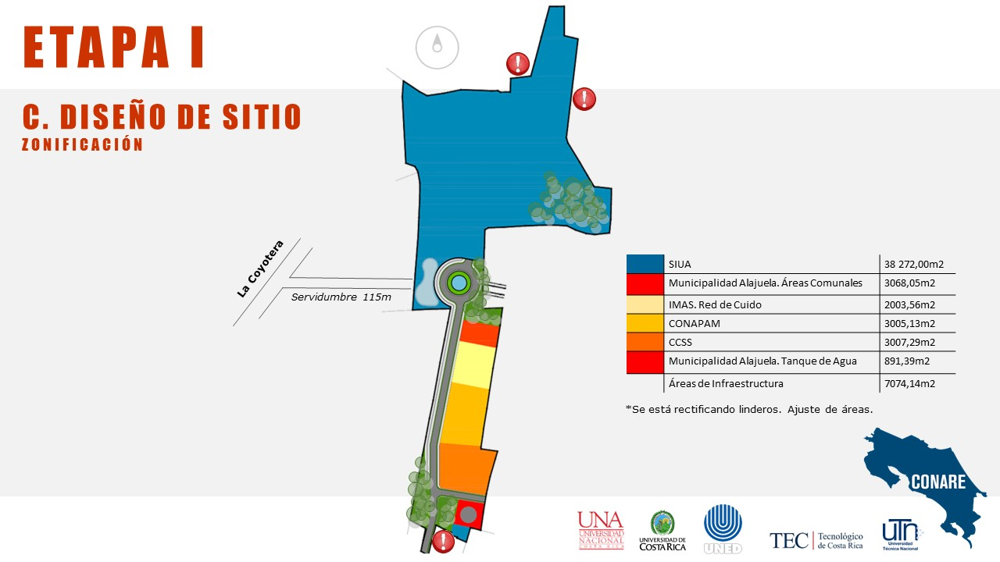 ETAPA I
C. DISEÑO DE SITIO
ZONIFICACIÓN
La Coyotera
Servidumbre 115m
SIUA 38 272,00m2
Municipalidad Alajuela. Áreas Comunales 3068,05m2
IMAS. Red de Cuido 2003,56m2
CONAPAM 3005,13m2
CCSS 3007,29m2
Municipalidad Alajuela. Tanque de Agua 891,39m2
Áreas de Infraestructura 7074,14m2
*Se está rectificando linderos. Ajuste de áreas.
CONARE
UNA
UNIVERSIDAD
NACIONAL
COSTA RICA
UNIVERSIDAD DE
COSTA RICA
UNED
TEC | Tecnológico
de Costa Rica
UTN
Universidad
Técnica Nacional